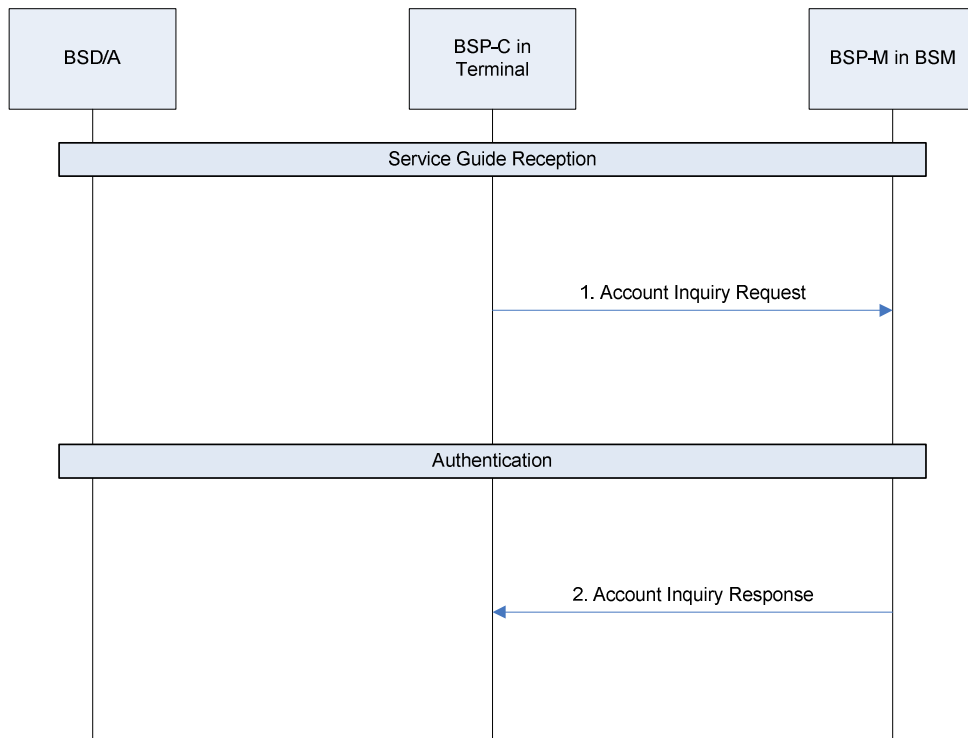 BSD/A
BSP-C in
Terminal
BSP-M in BSM
Service Guide Reception
1. Account Inquiry Request
Authentication
2. Account Inquiry Response